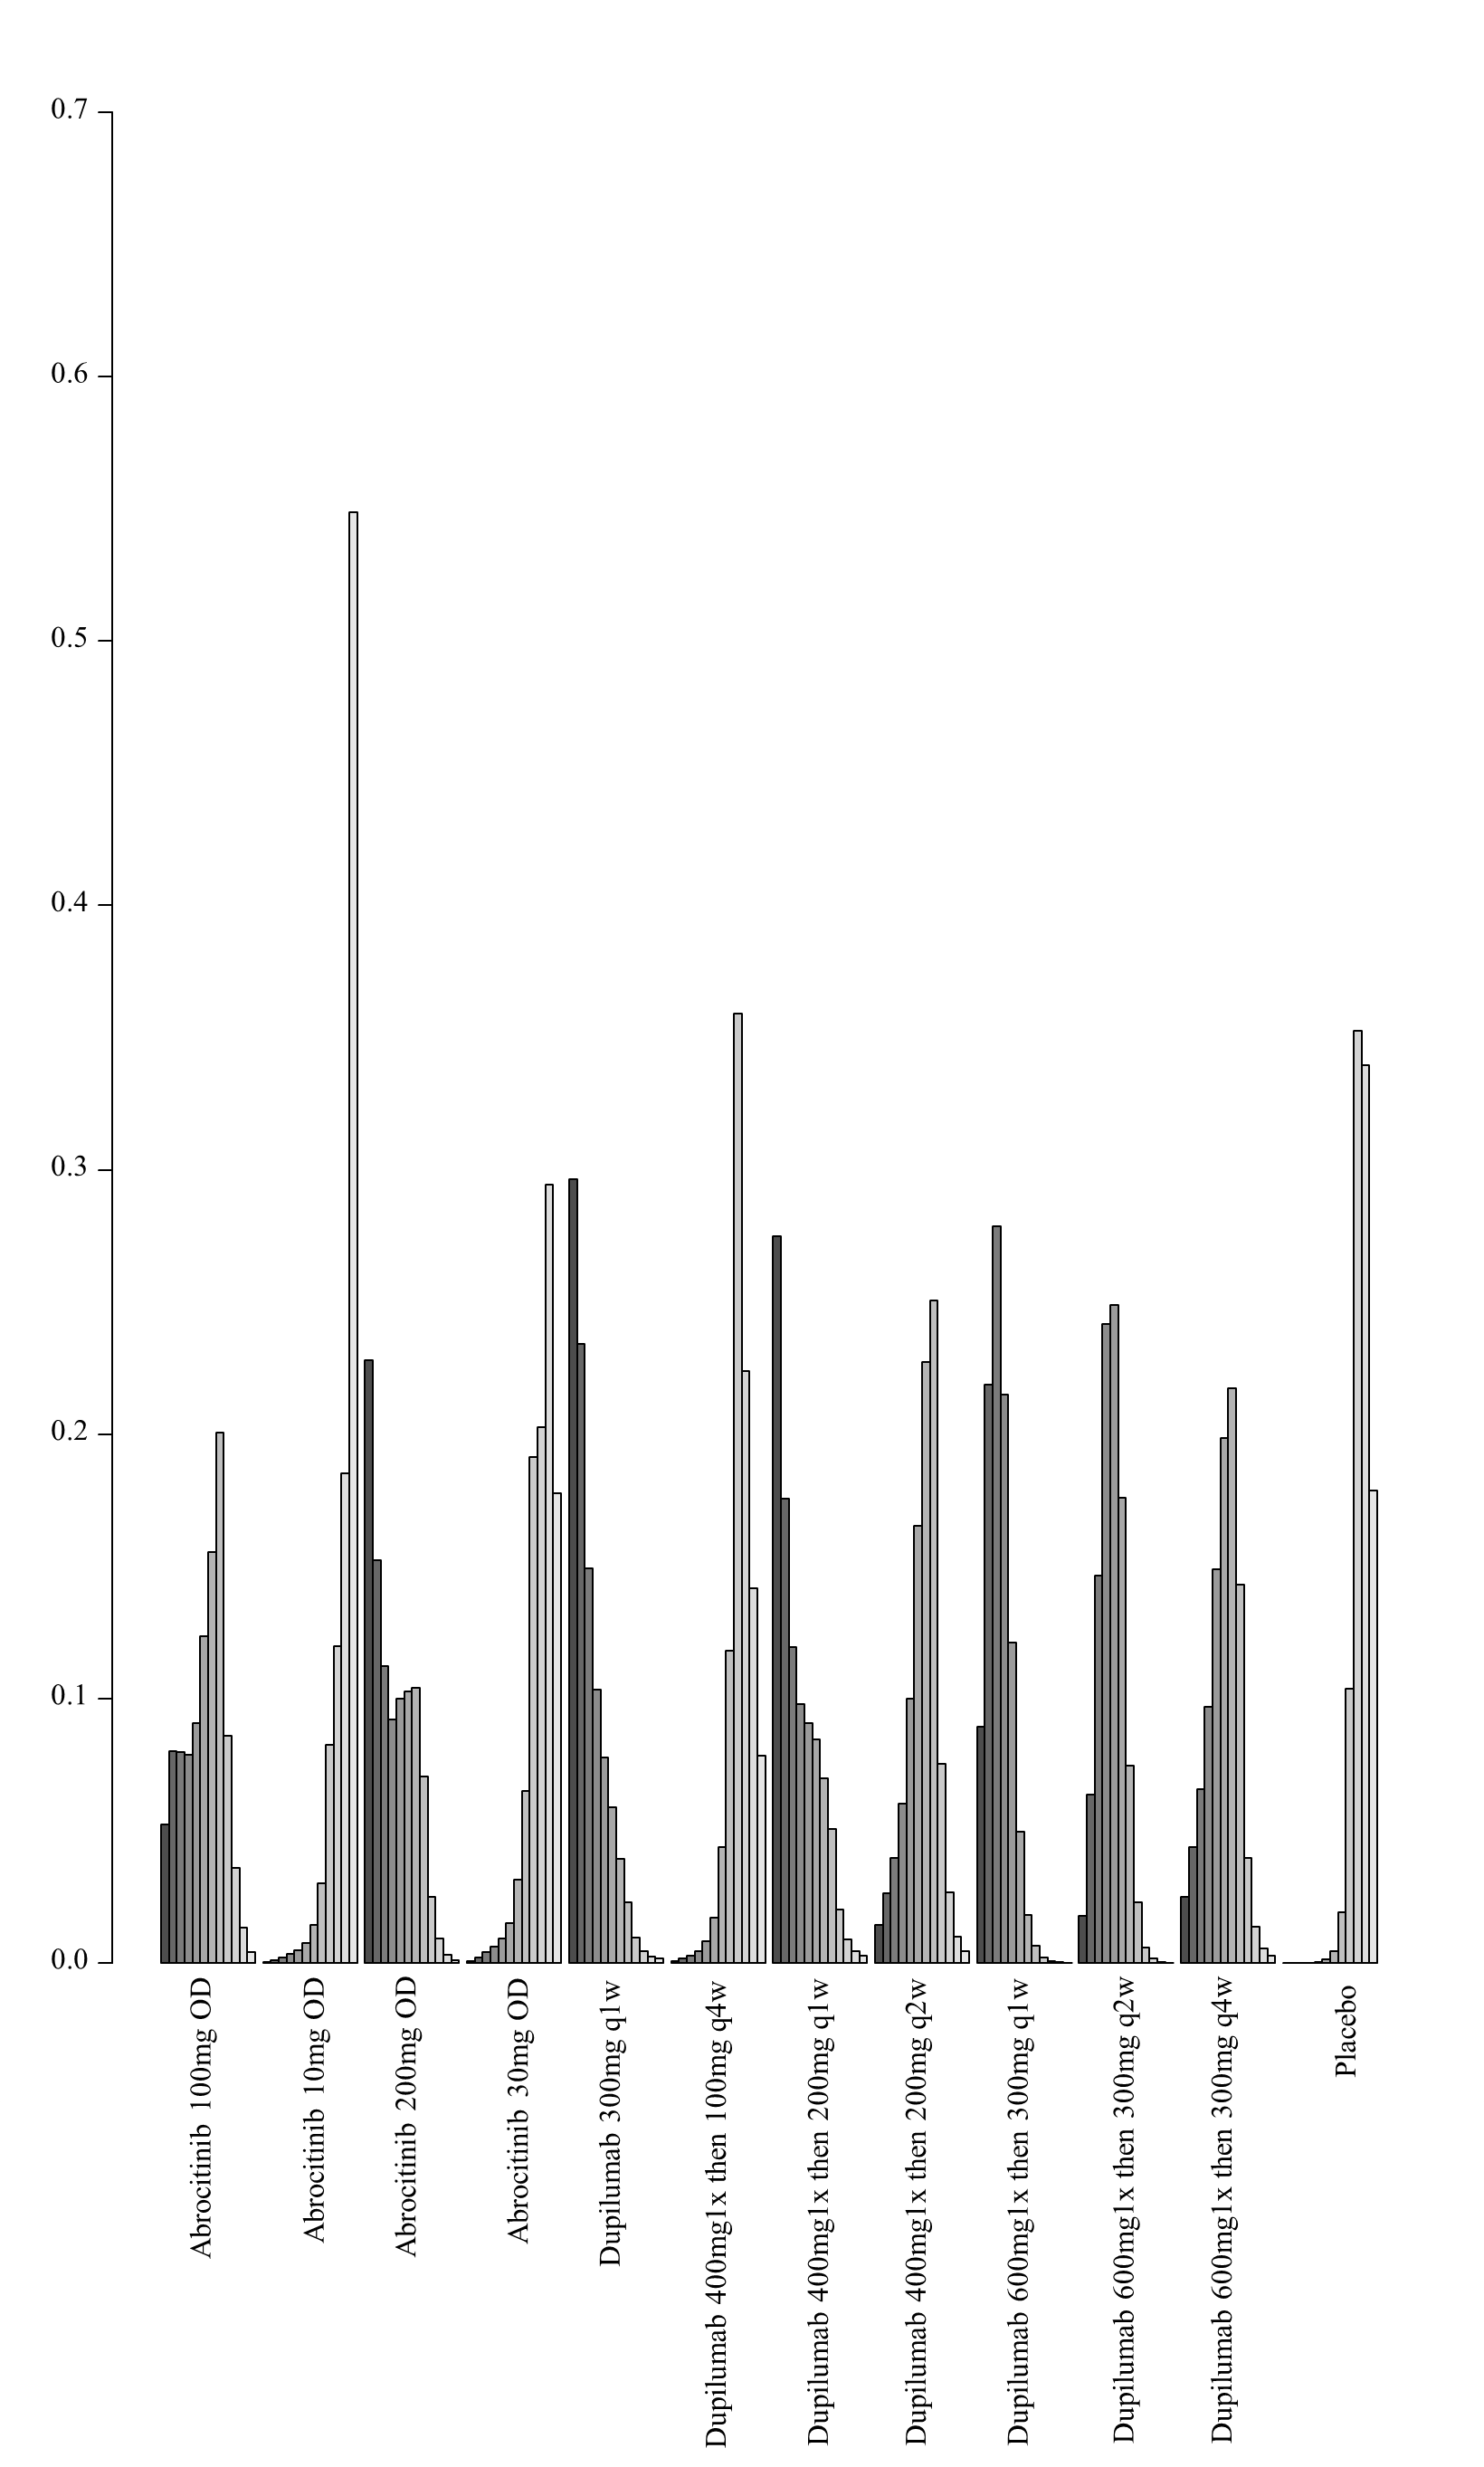 0.7
0.6
0.5
0.4
0.3
0.2
0.1
0.0
Abrocitinib 100mg OD
Abrocitinib 10mg OD
Abrocitinib 200mg OD
Abrocitinib 30mg OD
Dupilumab 300mg q1w
Dupilumab 400mg1x then 100mg q4w
Dupilumab 400mg1x then 200mg q1w
Dupilumab 400mg1x then 200mg q2w
Dupilumab 600mg1x then 300mg q1w
Dupilumab 600mg1x then 300mg q2w
Dupilumab 600mg1x then 300mg q4w
Placebo